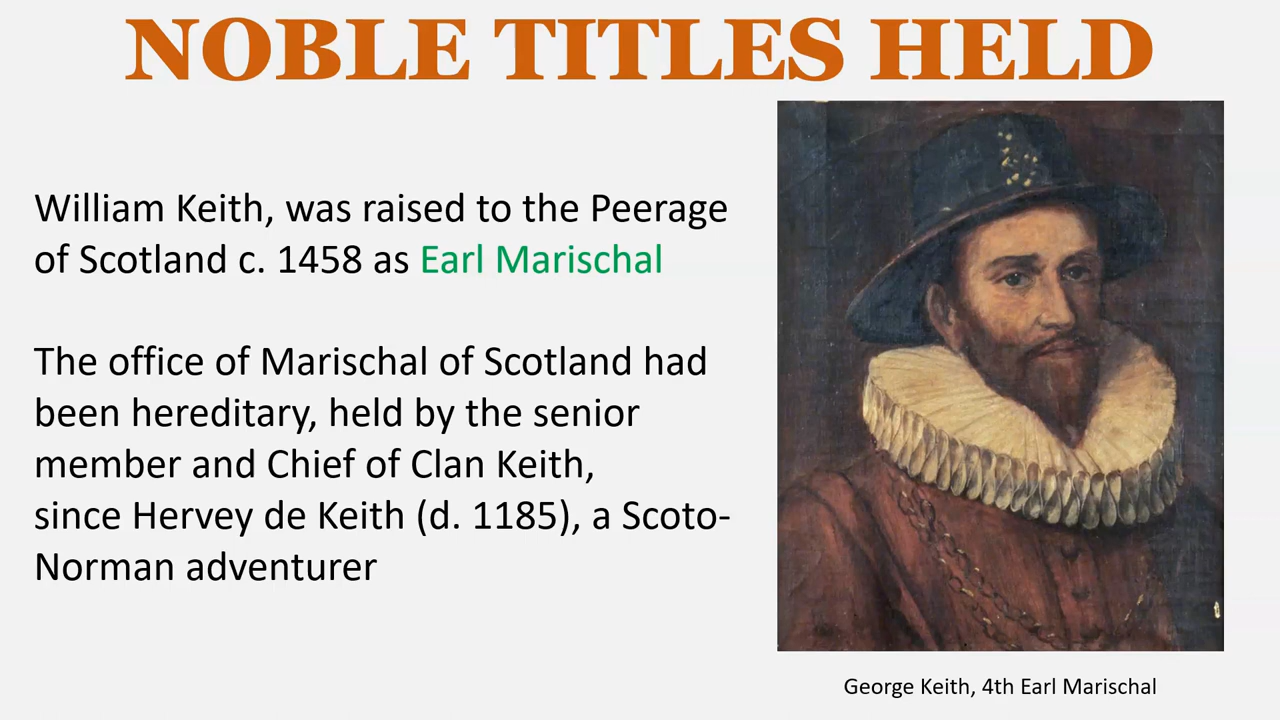 NOBLE TITLES HELD
William Keith, was raised to the Peerage
of Scotland c. 1458 as Earl Marischal
The office of Marischal of Scotland had
been hereditary, held by the senior
member and Chief of Clan Keith,
since Hervey de Keith (d. 1185), a Scoto-
Norman adventurer
George Keith, 4th Earl Marischal